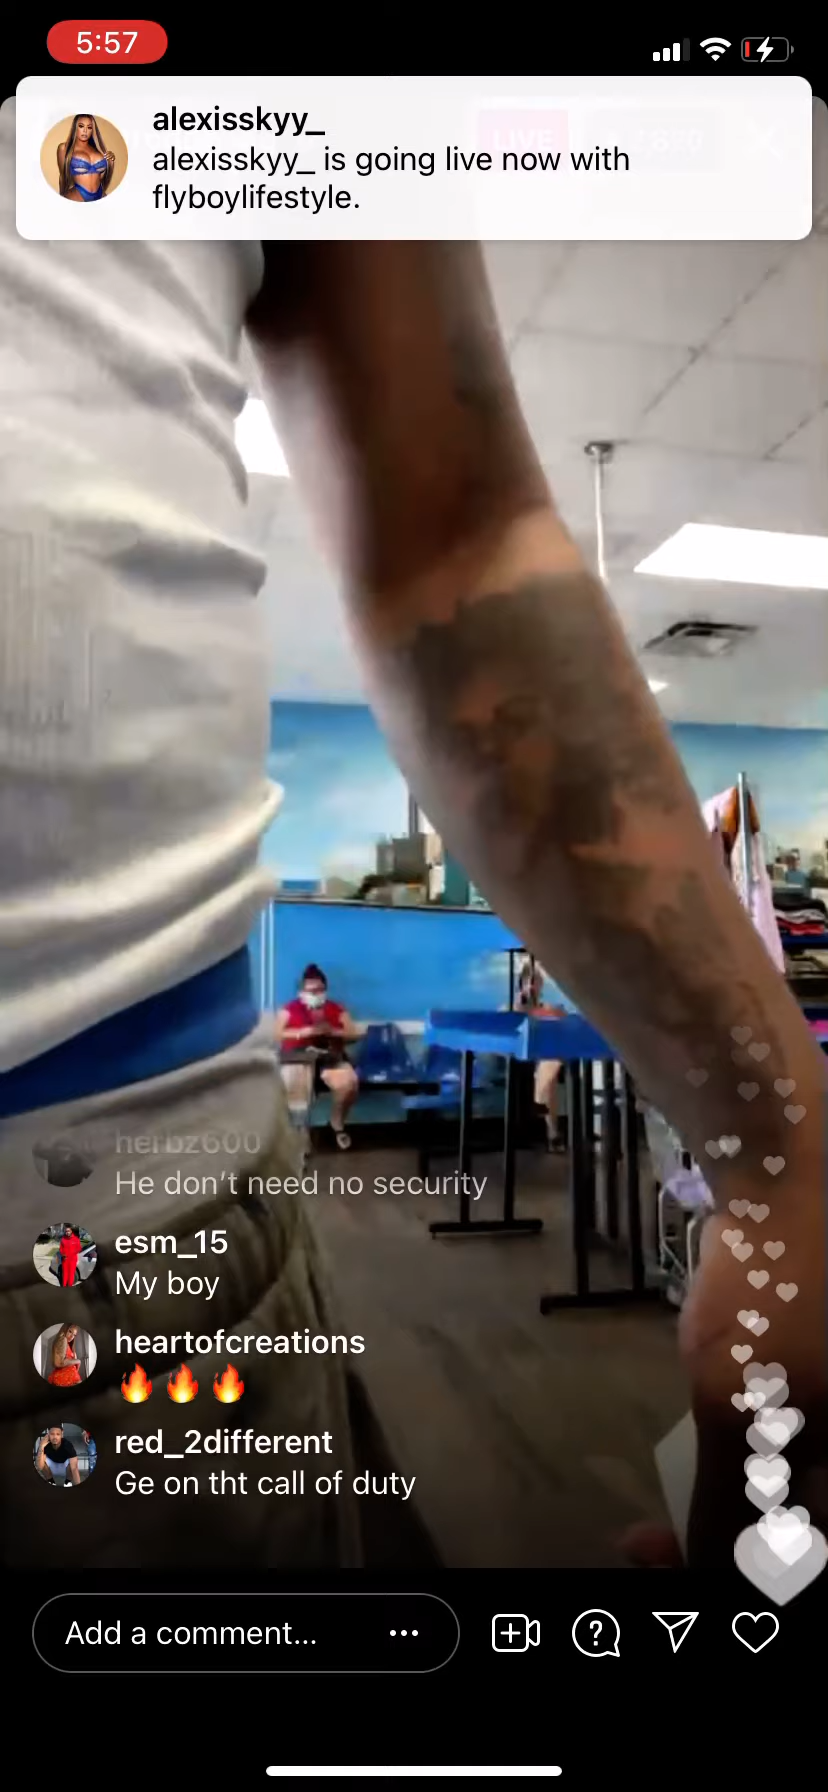 5:57
alexisskyy_
alexisskyy_ is going live now with
flyboylifestyle.
LIVE
herbz600
He don't need no security
esm_15
My boy
heartofcreations
🔥🔥🔥
red_2different
Ge on tht call of duty
Add a comment...